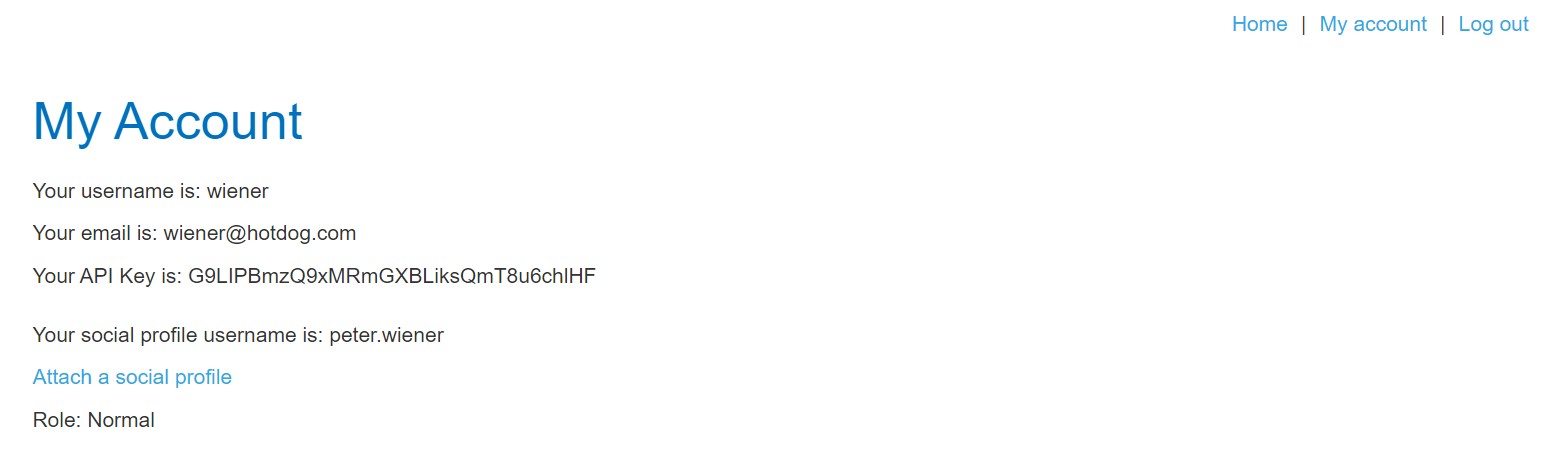 Home | My account | Log out
My Account
Your username is: wiener
Your email is: wiener@hotdog.com
Your API Key is: G9LIPBmzQ9xMRmGXBLiksQmT8u6chlHF
Your social profile username is: peter.wiener
Attach a social profile
Role: Normal